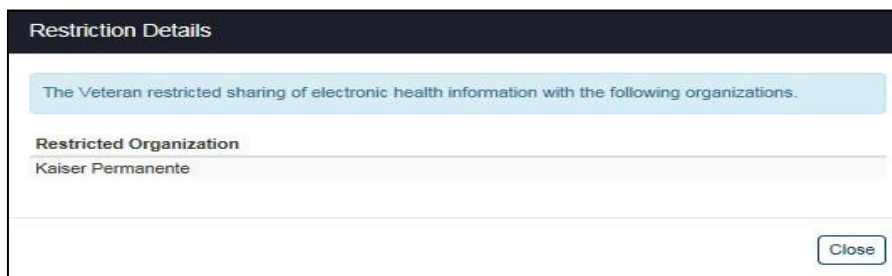 Restriction Details
The Veteran restricted sharing of electronic health information with the following organizations.
Restricted Organization
Kaiser Permanente
Close